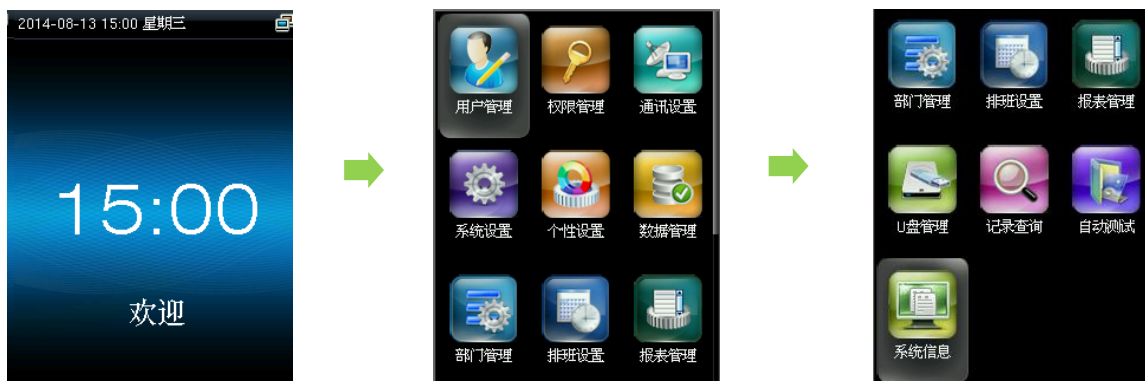 2014-08-13 15:00 星期三
15:00
欢迎
用户管理 权限管理 通讯设置
系统设置 个性设置 数据管理
部门管理 排班设置 报表管理
部门管理 排班设置 报表管理
U盘管理 记录查询 自动测试
系统信息